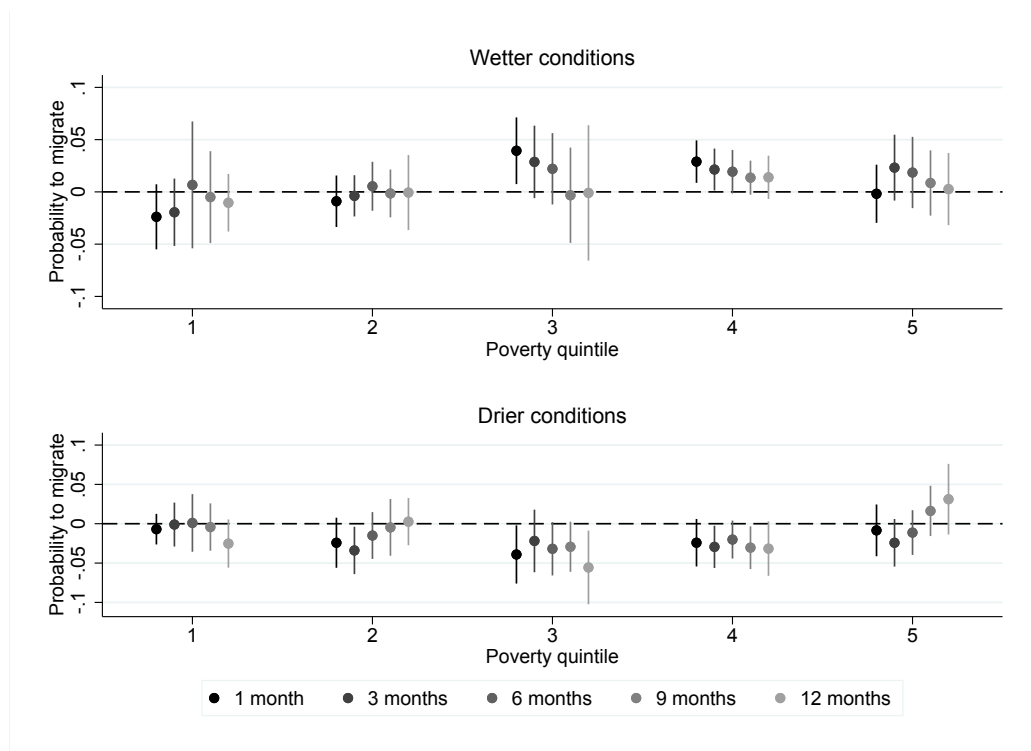 Wetter conditions
Probability to migrate
.1
.05
0
-.05
-.1
1 2 3 4 5
Poverty quintile
Drier conditions
Probability to migrate
.1
.05
0
-.05
-.1
1 2 3 4 5
Poverty quintile
1 month 3 months 6 months 9 months 12 months